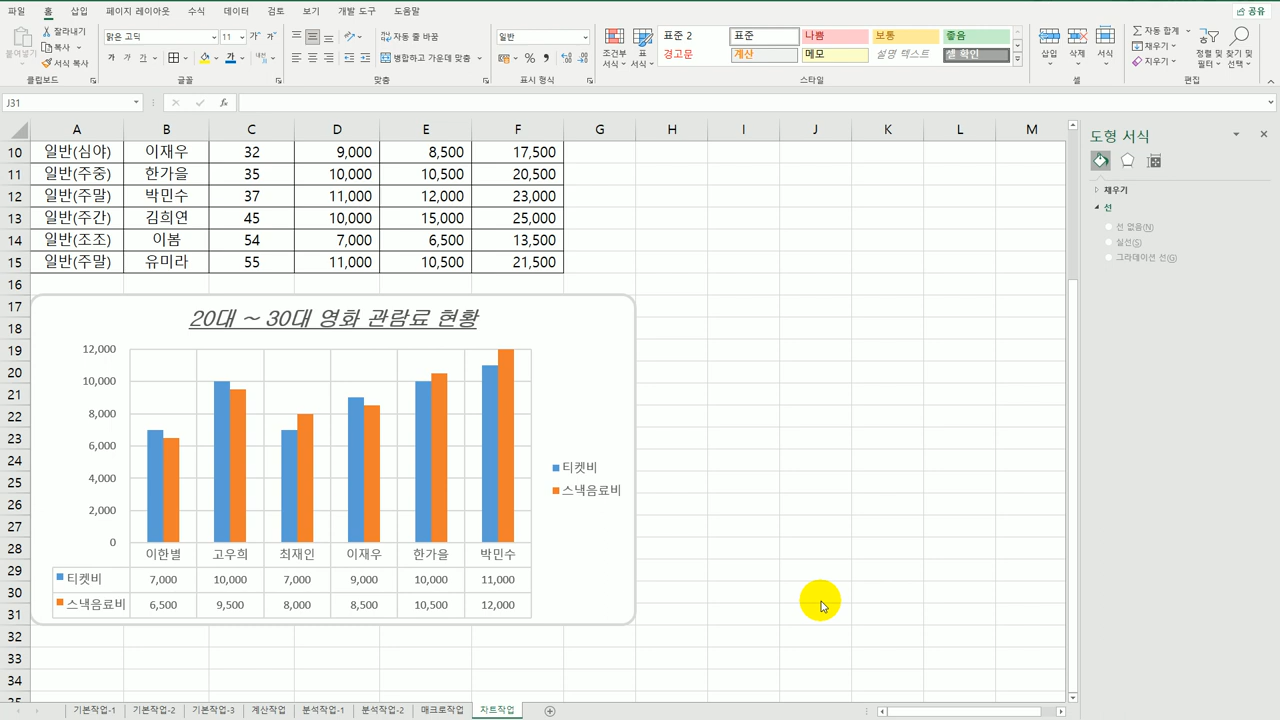 파일 홈 삽입 페이지 레이아웃 수식 데이터 검토 보기 개발 도구 도움말 공유
붙여넣기 잘라내기 복사 서식 복사 클립보드
맑은 고딕 11 가 가 가 글꼴
자동 줄 바꿈 병합하고 가운데 맞춤 맞춤
일반 % 표시 형식
조건부 서식 표 서식
표준 2 표준 나쁨 보통 좋음
경고문 계산 메모 설명 텍스트 셀 확인
스타일
삽입 삭제 서식 셀
자동 합계 채우기 지우기 정렬 및 필터 찾기 및 선택 편집
J31 fx
A B C D E F G H I J K L M
10 일반(심야) 이재우 32 9,000 8,500 17,500
11 일반(주중) 한가을 35 10,000 10,500 20,500
12 일반(주말) 박민수 37 11,000 12,000 23,000
13 일반(주간) 김희연 45 10,000 15,000 25,000
14 일반(조조) 이봄 54 7,000 6,500 13,500
15 일반(주말) 유미라 55 11,000 10,500 21,500
16
17
18
19
20
21
22
23
24
25
26
27
28
29
30
31
32
33
34
20대 ~ 30대 영화 관람료 현황
12,000
10,000
8,000
6,000
4,000
2,000
0
이한별 고우희 최재인 이재우 한가을 박민수
티켓비 7,000 10,000 7,000 9,000 10,000 11,000
스낵음료비 6,500 9,500 8,000 8,500 10,500 12,000
티켓비
스낵음료비
도형 서식
채우기
선
선 없음(N)
실선(S)
그라데이션 선(G)
기본작업-1 기본작업-2 기본작업-3 계산작업 분석작업-1 분석작업-2 매크로작업 차트작업